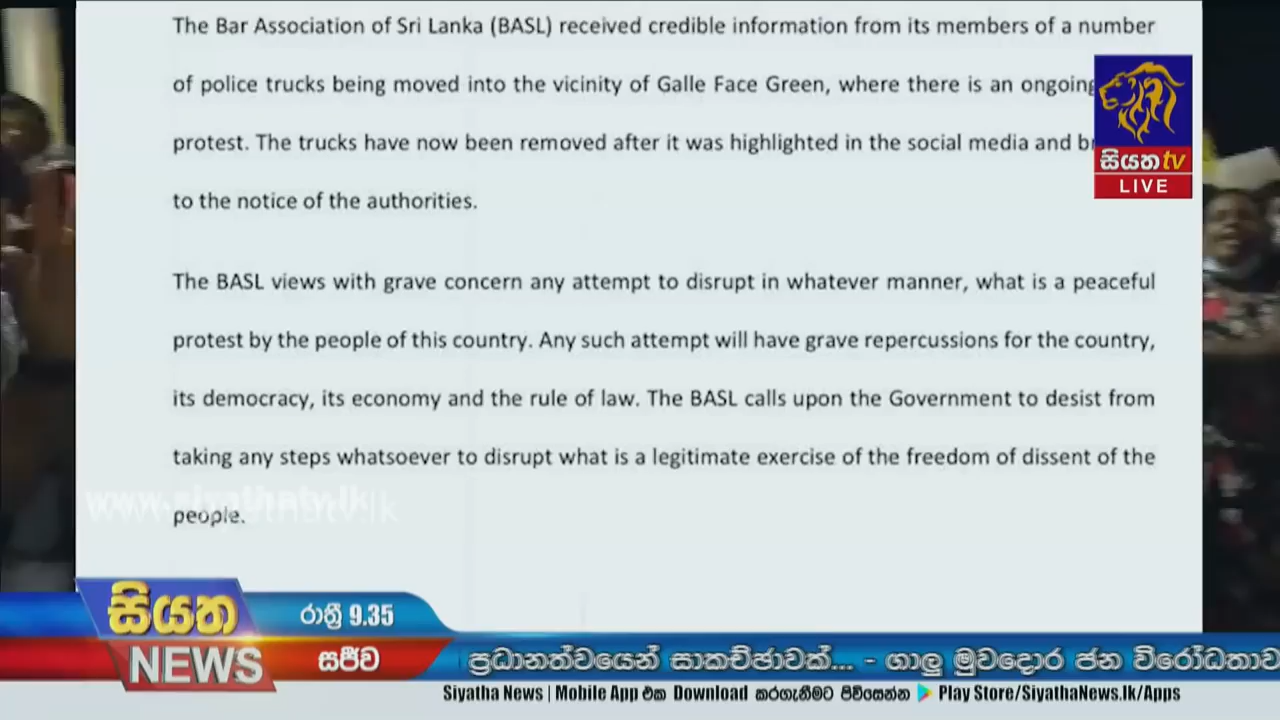 The Bar Association of Sri Lanka (BASL) received credible information from its members of a number
of police trucks being moved into the vicinity of Galle Face Green, where there is an ongoing
protest. The trucks have now been removed after it was highlighted in the social media and
to the notice of the authorities.
The BASL views with grave concern any attempt to disrupt in whatever manner, what is a peaceful
protest by the people of this country. Any such attempt will have grave repercussions for the country,
its democracy, its economy and the rule of law. The BASL calls upon the Government to desist from
taking any steps whatsoever to disrupt what is a legitimate exercise of the freedom of dissent of the
people.
සියත tv
LIVE
www.siyathatv.lk
සියත
NEWS
රාත්‍රී 9.35
සජීව
ප්‍රධානත්වයෙන් සාකච්ඡාවක්... - ගාලු මුවදොර ජන විරෝධතාව
Siyatha News | Mobile App එක Download කරගැනීමට පිවිසෙන්න Play Store/SiyathaNews.lk/Apps